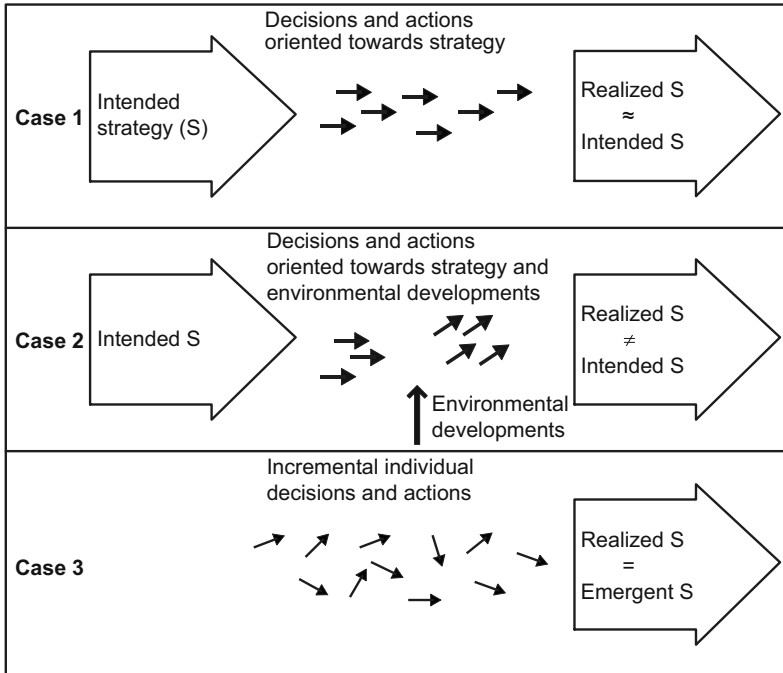 Decisions and actions
oriented towards strategy
Case 1
Intended
strategy (S)
Realized S
≈
Intended S
Decisions and actions
oriented towards strategy and
environmental developments
Case 2
Intended S
Realized S
≠
Intended S
Environmental
developments
Incremental individual
decisions and actions
Case 3
Realized S
=
Emergent S